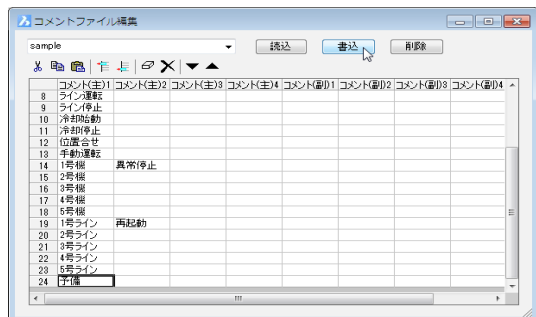 コメントファイル編集
sample 読込 書込 削除
コメント(主)1 コメント(主)2 コメント(主)3 コメント(主)4 コメント(副)1 コメント(副)2 コメント(副)3 コメント(副)4
8 ライン運転
9 ライン停止
10 冷却始動
11 冷却停止
12 位置合せ
13 手動運転
14 1号機 異常停止
15 2号機
16 3号機
17 4号機
18 5号機
19 1号ライン 再起動
20 2号ライン
21 3号ライン
22 4号ライン
23 5号ライン
24 予備